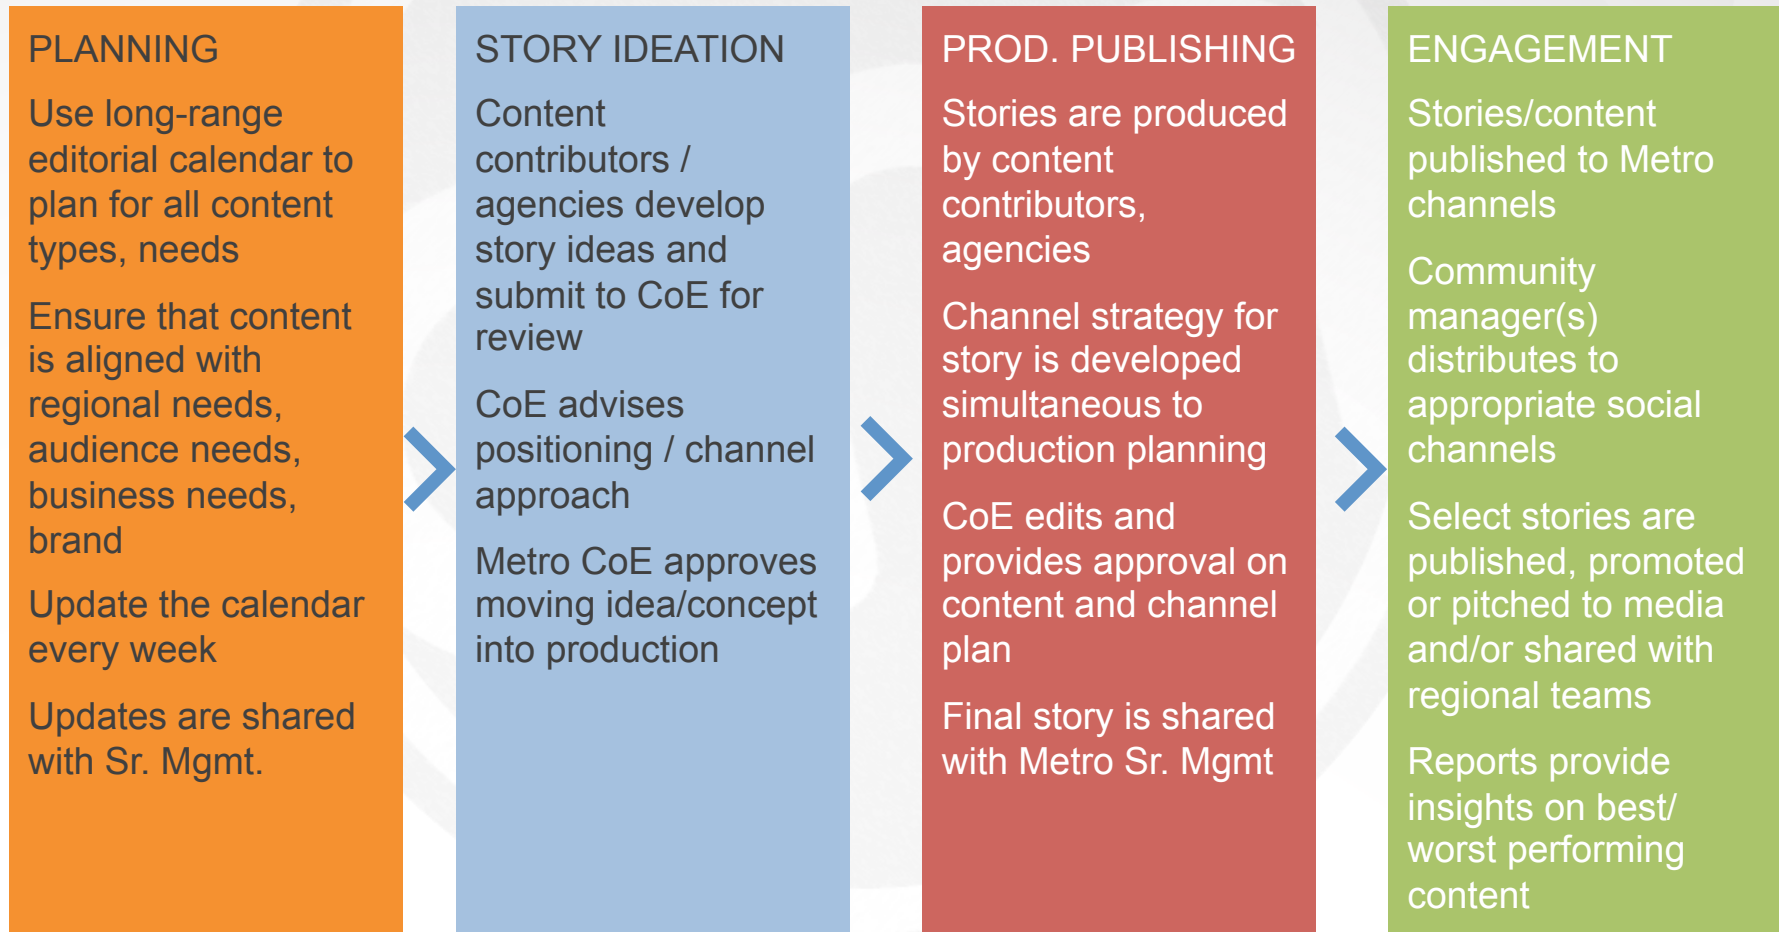 PLANNING
Use long-range
editorial calendar to
plan for all content
types, needs
Ensure that content
is aligned with
regional needs,
audience needs,
business needs,
brand
Update the calendar
every week
Updates are shared
with Sr. Mgmt.
STORY IDEATION
Content
contributors /
agencies develop
story ideas and
submit to CoE for
review
CoE advises
positioning / channel
approach
Metro CoE approves
moving idea/concept
into production
PROD. PUBLISHING
Stories are produced
by content
contributors,
agencies
Channel strategy for
story is developed
simultaneous to
production planning
CoE edits and
provides approval on
content and channel
plan
Final story is shared
with Metro Sr. Mgmt
ENGAGEMENT
Stories/content
published to Metro
channels
Community
manager(s)
distributes to
appropriate social
channels
Select stories are
published, promoted
or pitched to media
and/or shared with
regional teams
Reports provide
insights on best/
worst performing
content